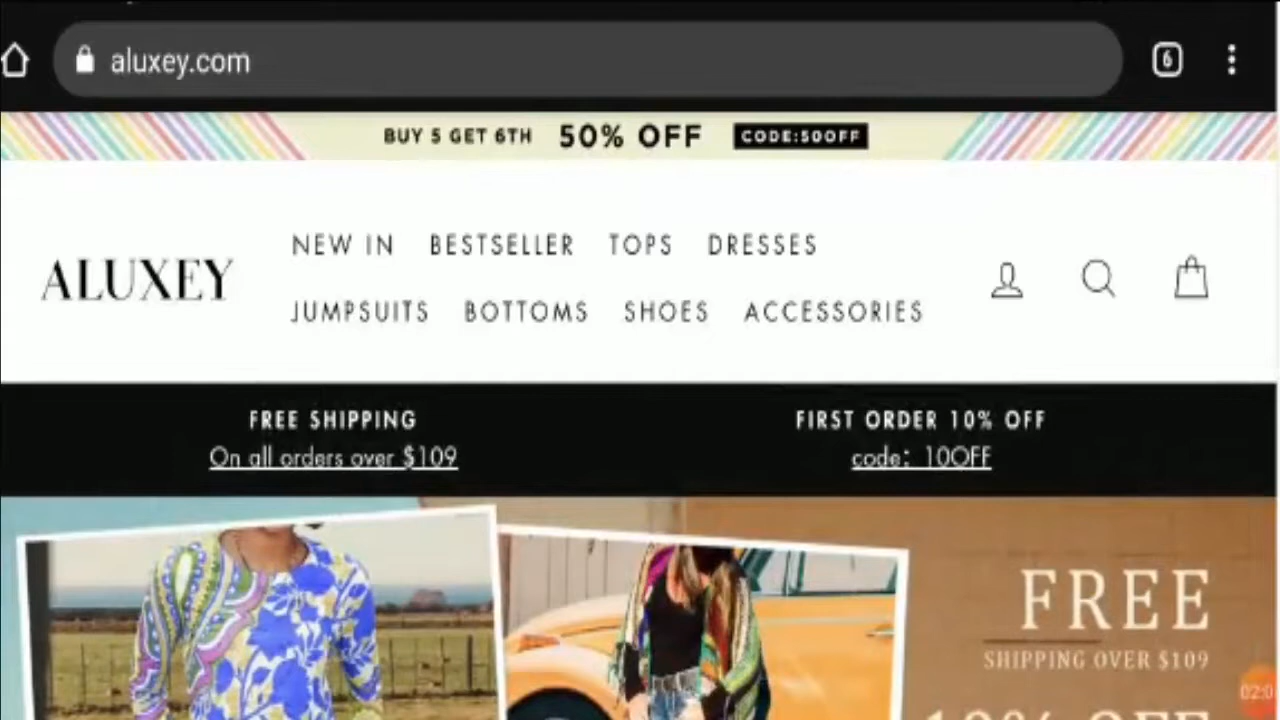 aluxey.com
6
BUY 5 GET 6TH 50% OFF CODE:50OFF
ALUXEY
NEW IN BESTSELLER TOPS DRESSES
JUMPSUITS BOTTOMS SHOES ACCESSORIES
FREE SHIPPING
On all orders over $109
FIRST ORDER 10% OFF
code: 10OFF
FREE
SHIPPING OVER $109
10% OFF